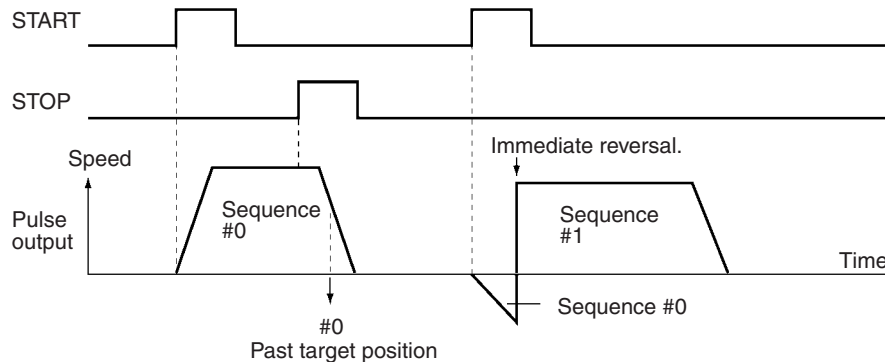 START
STOP
Immediate reversal.
Speed
Pulse
output
Sequence
#0
Sequence
#1
Time
Sequence #0
#0
Past target position